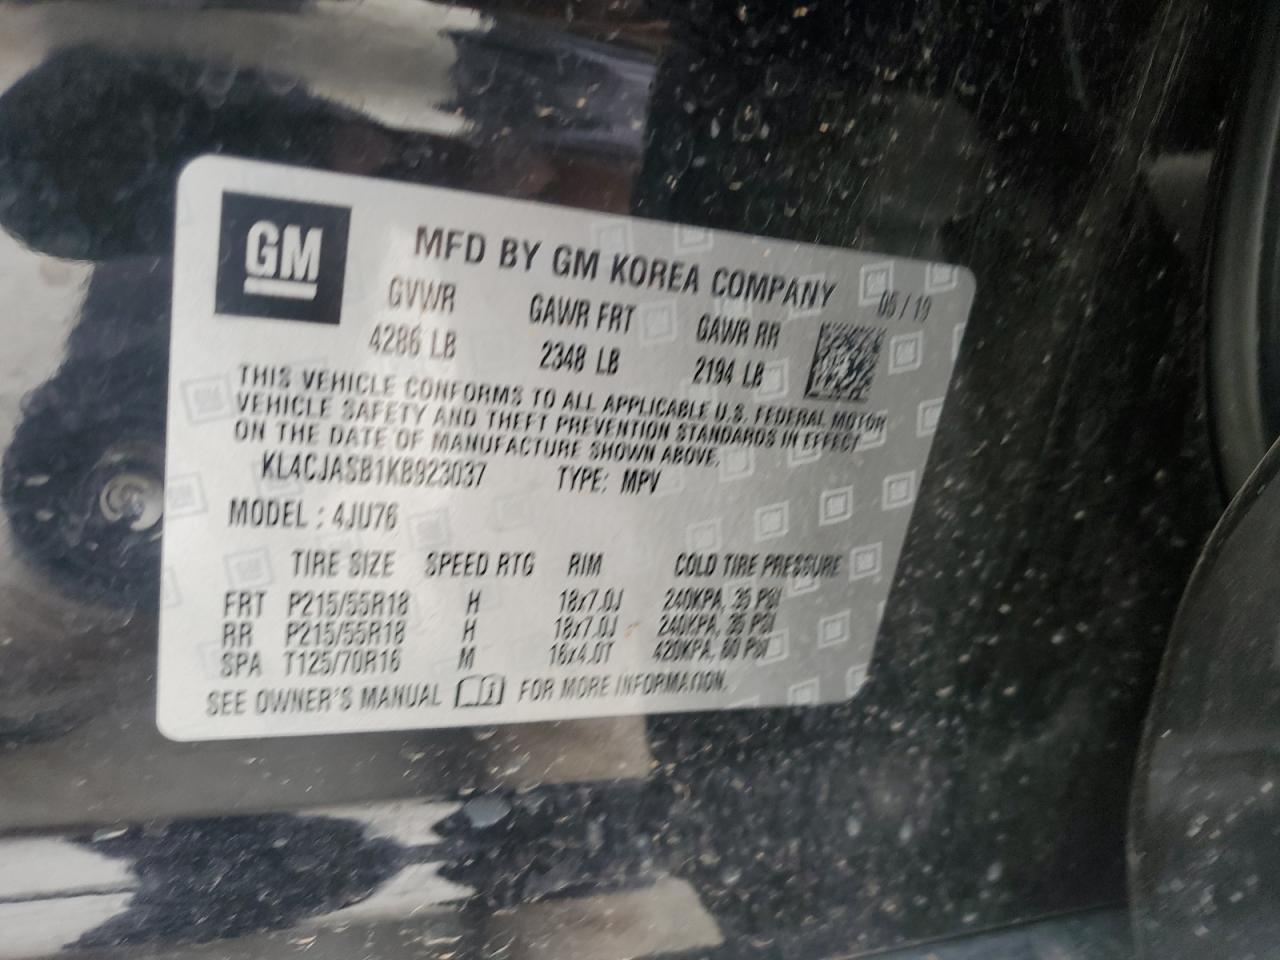 GM
MFD BY GM KOREA COMPANY
05 / 19
GVWR GAWR FRT GAWR RR
4286 LB 2348 LB 2194 LB
THIS VEHICLE CONFORMS TO ALL APPLICABLE U.S. FEDERAL MOTOR
VEHICLE SAFETY AND THEFT PREVENTION STANDARDS IN EFFECT
ON THE DATE OF MANUFACTURE SHOWN ABOVE.
KL4CJASB1KB923037 TYPE: MPV
MODEL : 4JU76
TIRE SIZE SPEED RTG RIM COLD TIRE PRESSURE
FRT P215/55R18 H 18x7.0J 240KPA, 35 PSI
RR P215/55R18 H 18x7.0J 240KPA, 35 PSI
SPA T125/70R16 M 16x4.0T 420KPA, 60 PSI
SEE OWNER'S MANUAL FOR MORE INFORMATION.